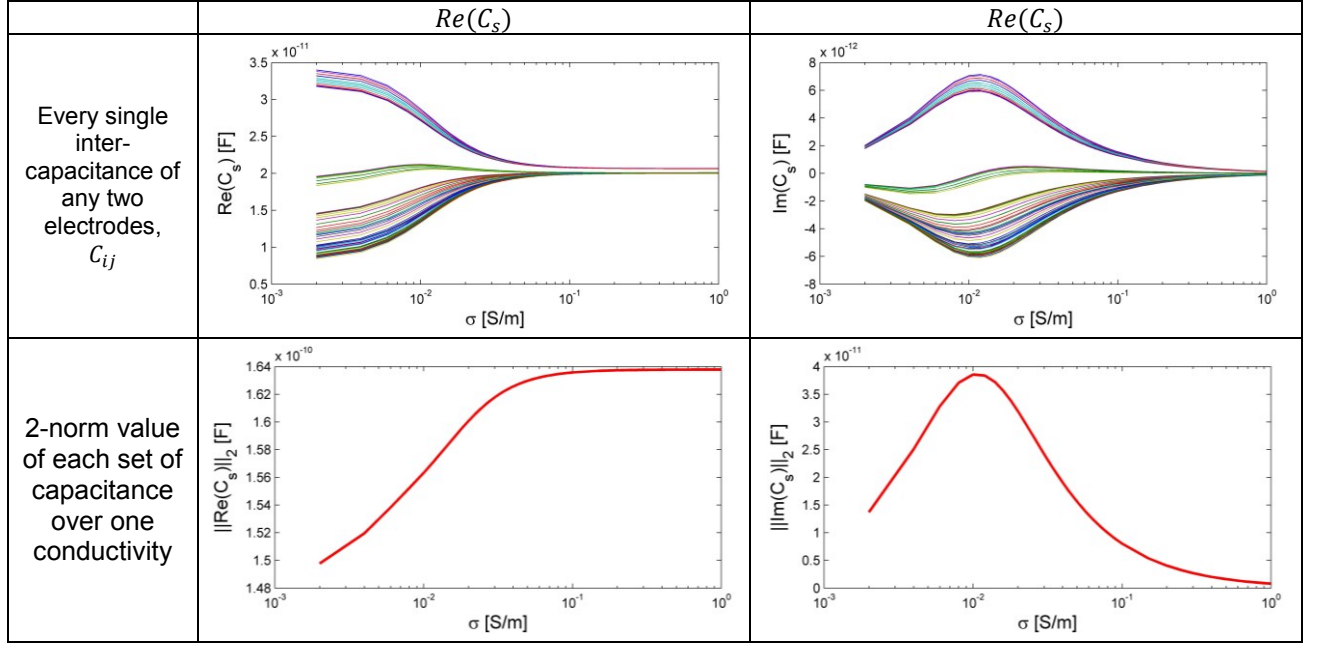 Re(C_s)
Re(C_s)
Every single
inter-
capacitance of
any two
electrodes,
C_ij
x 10^-11
3.5
3
2.5
2
1.5
1
0.5
Re(C_s) [F]
10^-3
10^-2
10^-1
10^0
σ [S/m]
x 10^-12
8
6
4
2
0
-2
-4
-6
-8
Im(C_s) [F]
10^-3
10^-2
10^-1
10^0
σ [S/m]
2-norm value
of each set of
capacitance
over one
conductivity
x 10^-10
1.64
1.62
1.6
1.58
1.56
1.54
1.52
1.5
1.48
||Re(C_s)||_2 [F]
10^-3
10^-2
10^-1
10^0
σ [S/m]
x 10^-11
4
3.5
3
2.5
2
1.5
1
0.5
0
||Im(C_s)||_2 [F]
10^-3
10^-2
10^-1
10^0
σ [S/m]